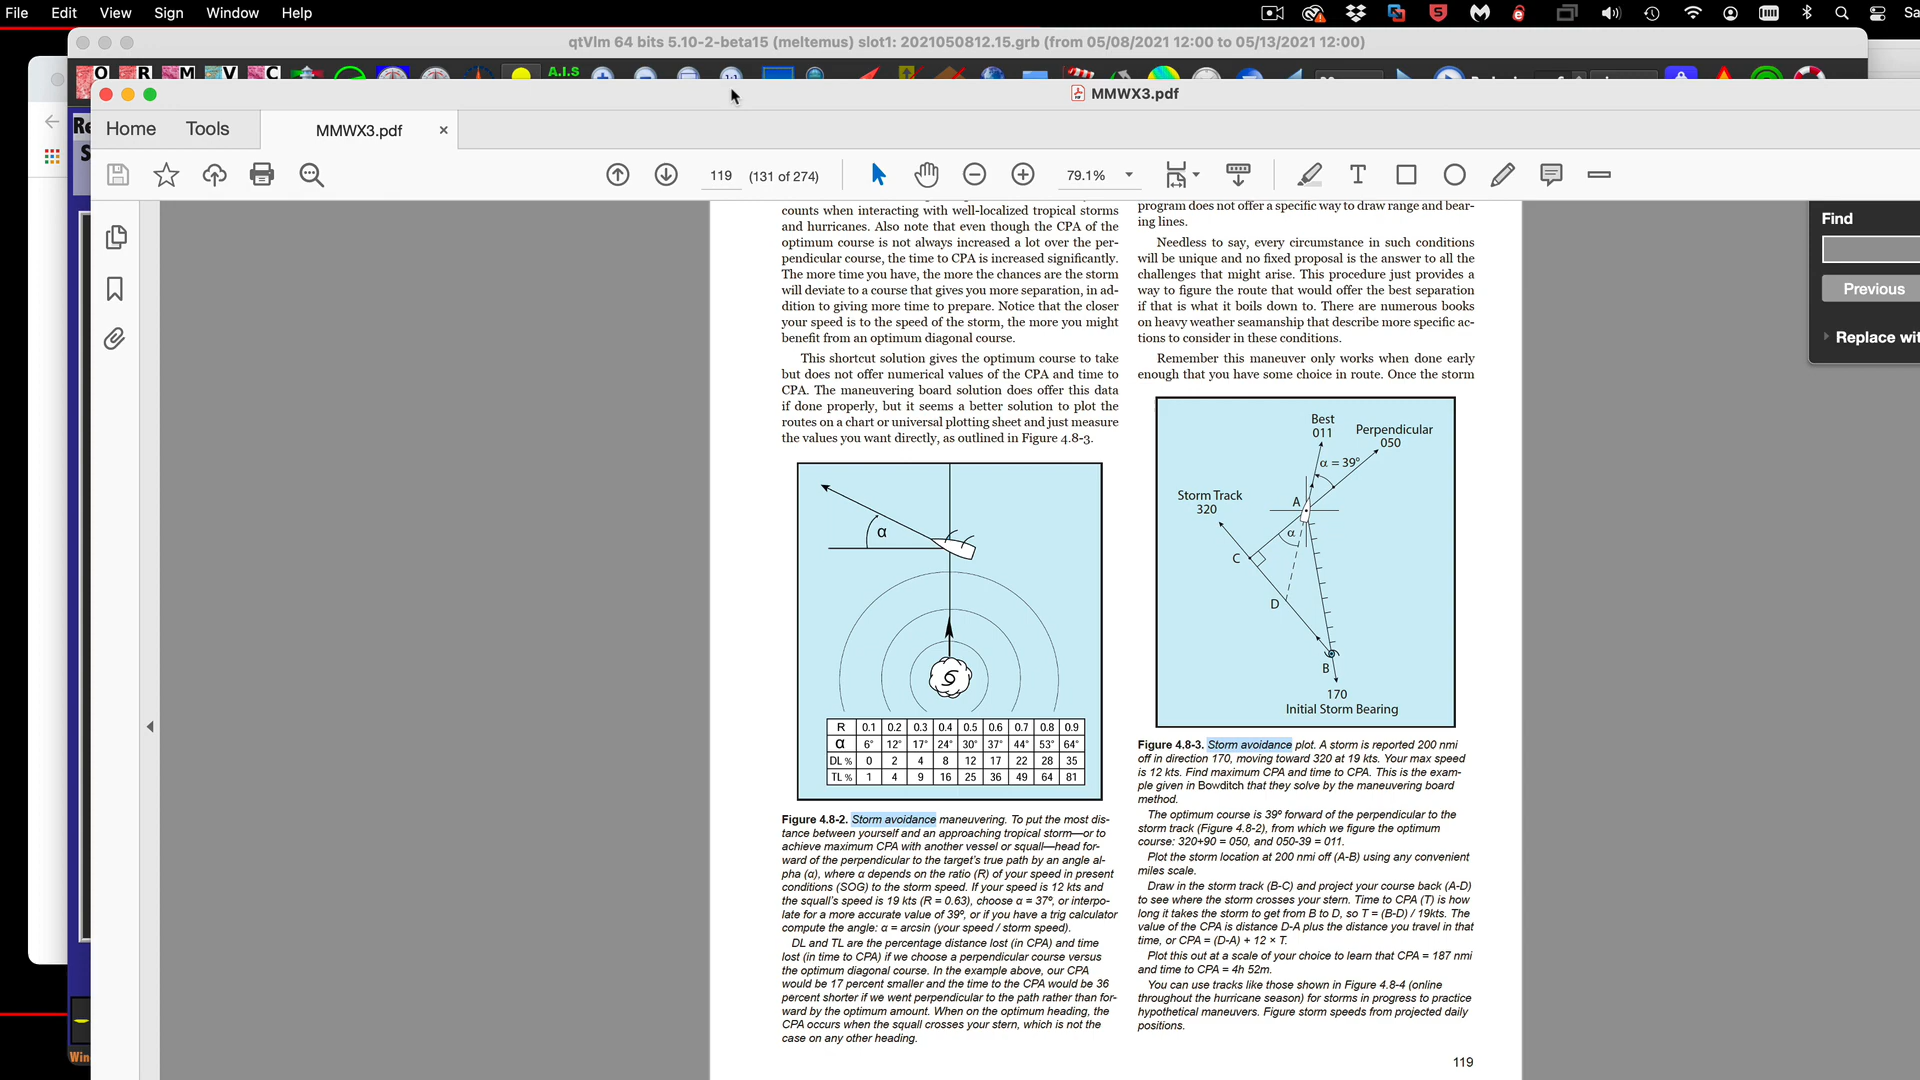 File Edit View Sign Window Help
qtVlm 64 bits 5.10-2-beta15 (meltemus) slot1: 2021050812.15.grb (from 05/08/2021 12:00 to 05/13/2021 12:00)
O R M V C A.I.S
MMWX3.pdf
Home Tools MMWX3.pdf ×
119 (131 of 274) 79.1%
counts when interacting with well-localized tropical storms
and hurricanes. Also note that even though the CPA of the
optimum course is not always increased a lot over the per-
pendicular course, the time to CPA is increased significantly.
The more time you have, the more the chances are the storm
will deviate to a course that gives you more separation, in ad-
dition to giving more time to prepare. Notice that the closer
your speed is to the speed of the storm, the more you might
benefit from an optimum diagonal course.
This shortcut solution gives the optimum course to take
but does not offer numerical values of the CPA and time to
CPA. The maneuvering board solution does offer this data
if done properly, but it seems a better solution to plot the
routes on a chart or universal plotting sheet and just measure
the values you want directly, as outlined in Figure 4.8-3.
α
R 0.1 0.2 0.3 0.4 0.5 0.6 0.7 0.8 0.9
α 6° 12° 17° 24° 30° 37° 44° 53° 64°
DL % 0 2 4 8 12 17 22 28 35
TL % 1 4 9 16 25 36 49 64 81
Figure 4.8-2. Storm avoidance maneuvering. To put the most dis-
tance between yourself and an approaching tropical storm—or to
achieve maximum CPA with another vessel or squall—head for-
ward of the perpendicular to the target's true path by an angle al-
pha (α), where α depends on the ratio (R) of your speed in present
conditions (SOG) to the storm speed. If your speed is 12 kts and
the squall's speed is 19 kts (R = 0.63), choose α = 37º, or interpo-
late for a more accurate value of 39º, or if you have a trig calculator
compute the angle: α = arcsin (your speed / storm speed).
DL and TL are the percentage distance lost (in CPA) and time
lost (in time to CPA) if we choose a perpendicular course versus
the optimum diagonal course. In the example above, our CPA
would be 17 percent smaller and the time to the CPA would be 36
percent shorter if we went perpendicular to the path rather than for-
ward by the optimum amount. When on the optimum heading, the
CPA occurs when the squall crosses your stern, which is not the
case on any other heading.
program does not offer a specific way to draw range and bear-
ing lines.
Needless to say, every circumstance in such conditions
will be unique and no fixed proposal is the answer to all the
challenges that might arise. This procedure just provides a
way to figure the route that would offer the best separation
if that is what it boils down to. There are numerous books
on heavy weather seamanship that describe more specific ac-
tions to consider in these conditions.
Remember this maneuver only works when done early
enough that you have some choice in route. Once the storm
Best
011
Perpendicular
050
α = 39º
Storm Track
320
A
α
C
D
B
170
Initial Storm Bearing
Figure 4.8-3. Storm avoidance plot. A storm is reported 200 nmi
off in direction 170, moving toward 320 at 19 kts. Your max speed
is 12 kts. Find maximum CPA and time to CPA. This is the exam-
ple given in Bowditch that they solve by the maneuvering board
method.
The optimum course is 39º forward of the perpendicular to the
storm track (Figure 4.8-2), from which we figure the optimum
course: 320+90 = 050, and 050-39 = 011.
Plot the storm location at 200 nmi off (A-B) using any convenient
miles scale.
Draw in the storm track (B-C) and project your course back (A-D)
to see where the storm crosses your stern. Time to CPA (T) is how
long it takes the storm to get from B to D, so T = (B-D) / 19kts. The
value of the CPA is distance D-A plus the distance you travel in that
time, or CPA = (D-A) + 12 × T.
Plot this out at a scale of your choice to learn that CPA = 187 nmi
and time to CPA = 4h 52m.
You can use tracks like those shown in Figure 4.8-4 (online
throughout the hurricane season) for storms in progress to practice
hypothetical maneuvers. Figure storm speeds from projected daily
positions.
119
Find
Previous
Replace wit